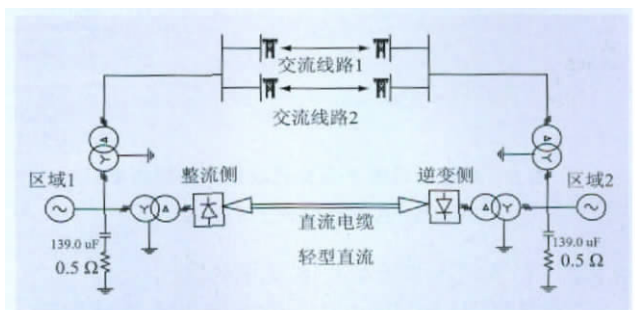 交流线路1
交流线路2
区域1
整流侧
逆变侧
区域2
直流电缆
轻型直流
139.0 uF
0.5 Ω
139.0 uF
0.5 Ω